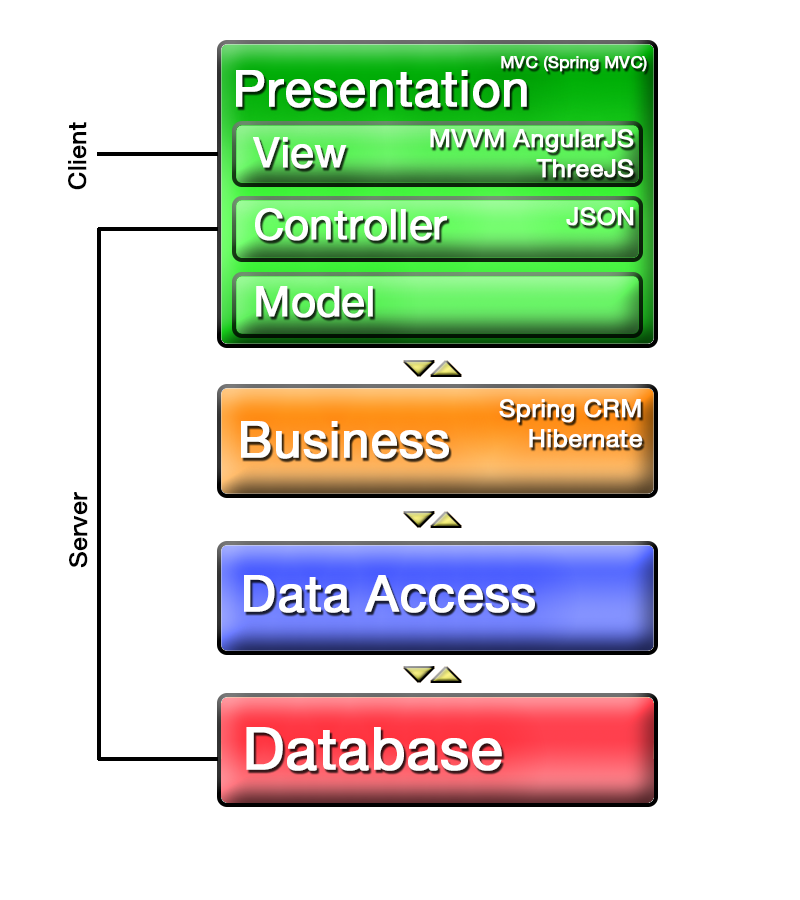 MVC (Spring MVC)
Presentation
Client
View
MVVM AngularJS
ThreeJS
Controller
JSON
Model
Spring CRM
Business
Hibernate
Server
Data Access
Database